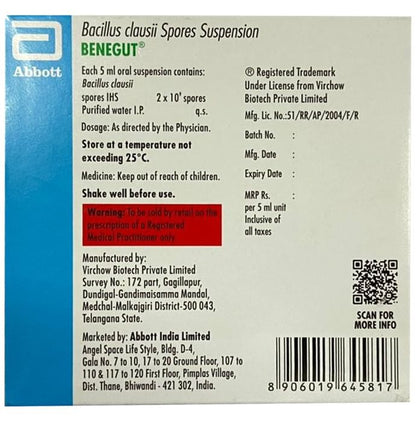 Abbott
Bacillus clausii Spores Suspension
BENEGUT®
Each 5 ml oral suspension contains:
Bacillus clausii
spores IHS 2 x 10⁹ spores
Purified water I.P. q.s.
Dosage: As directed by the Physician.
Store at a temperature not
exceeding 25°C.
Medicine: Keep out of reach of children.
Shake well before use.
Warning: To be sold by retail on the
prescription of a Registered
Medical Practitioner only.
Manufactured by:
Virchow Biotech Private Limited
Survey No.: 172 part, Gagillapur,
Dundigal-Gandimaisamma Mandal,
Medchal-Malkajgiri District-500 043,
Telangana State.
Marketed by: Abbott India Limited
Angel Space Life Style, Bldg. D-4,
Gala No. 7 to 10, 17 to 20 Ground Floor, 107 to
110 & 117 to 120 First Floor, Pimplas Village,
Dist. Thane, Bhiwandi - 421 302, India.
® Registered Trademark
Under License from Virchow
Biotech Private Limited
Mfg. Lic. No.:51/RR/AP/2004/F/R
Batch No. :
Mfg. Date :
Expiry Date :
MRP Rs. :
per 5 ml unit
Inclusive of
all taxes
SCAN FOR
MORE INFO
8 906019 645817